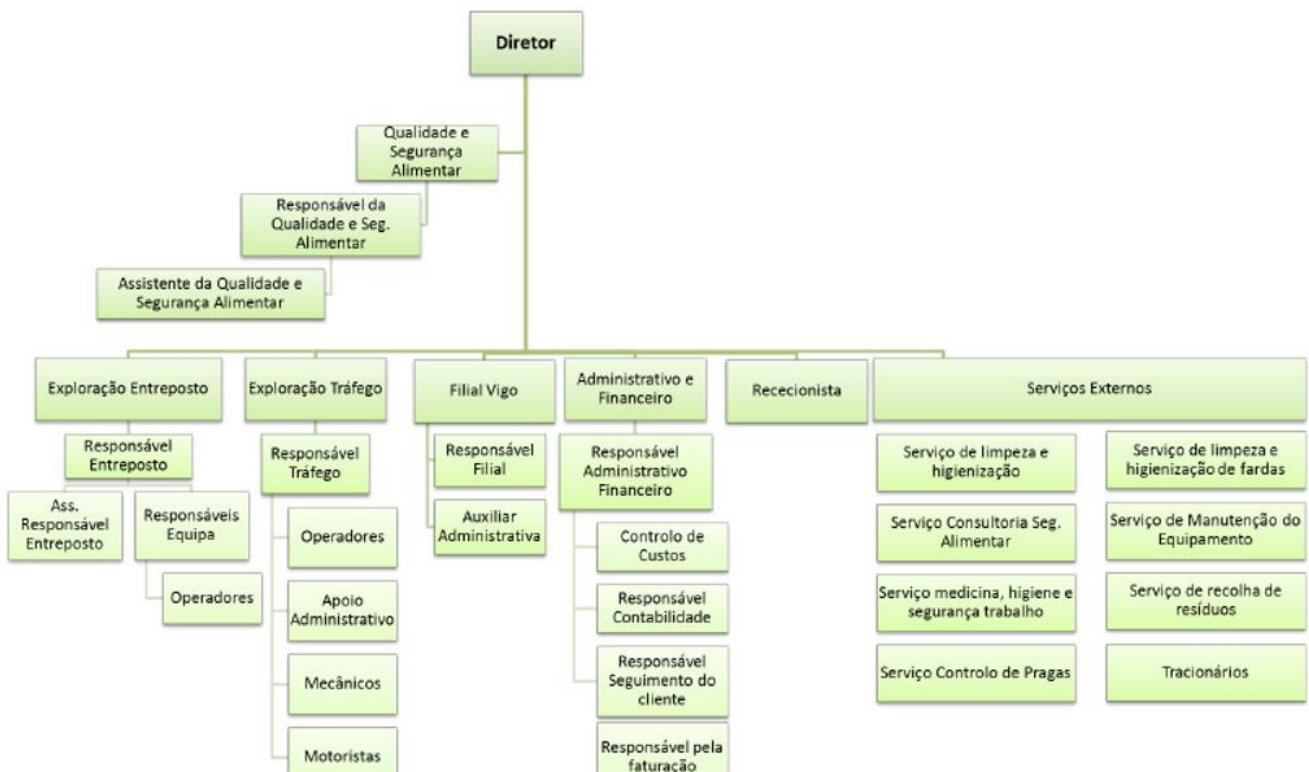 Diretor
Qualidade e
Segurança
Alimentar
Responsável da
Qualidade e Seg.
Alimentar
Assistente da Qualidade e
Segurança Alimentar
Exploração Entreposto
Exploração Tráfego
Filial Vigo
Administrativo e
Financeiro
Rececionista
Serviços Externos
Responsável
Entreposto
Ass.
Responsável
Entreposto
Responsáveis
Equipa
Operadores
Responsável
Tráfego
Operadores
Apoio
Administrativo
Mecânicos
Motoristas
Responsável
Filial
Auxiliar
Administrativa
Responsável
Administrativo
Financeiro
Controlo de
Custos
Responsável
Contabilidade
Responsável
Seguimento do
cliente
Responsável pela
faturação
Serviço de limpeza e
higienização
Serviço Consultoria Seg.
Alimentar
Serviço medicina, higiene e
segurança trabalho
Serviço Controlo de Pragas
Serviço de limpeza e
higienização de fardas
Serviço de Manutenção do
Equipamento
Serviço de recolha de
resíduos
Tracionários